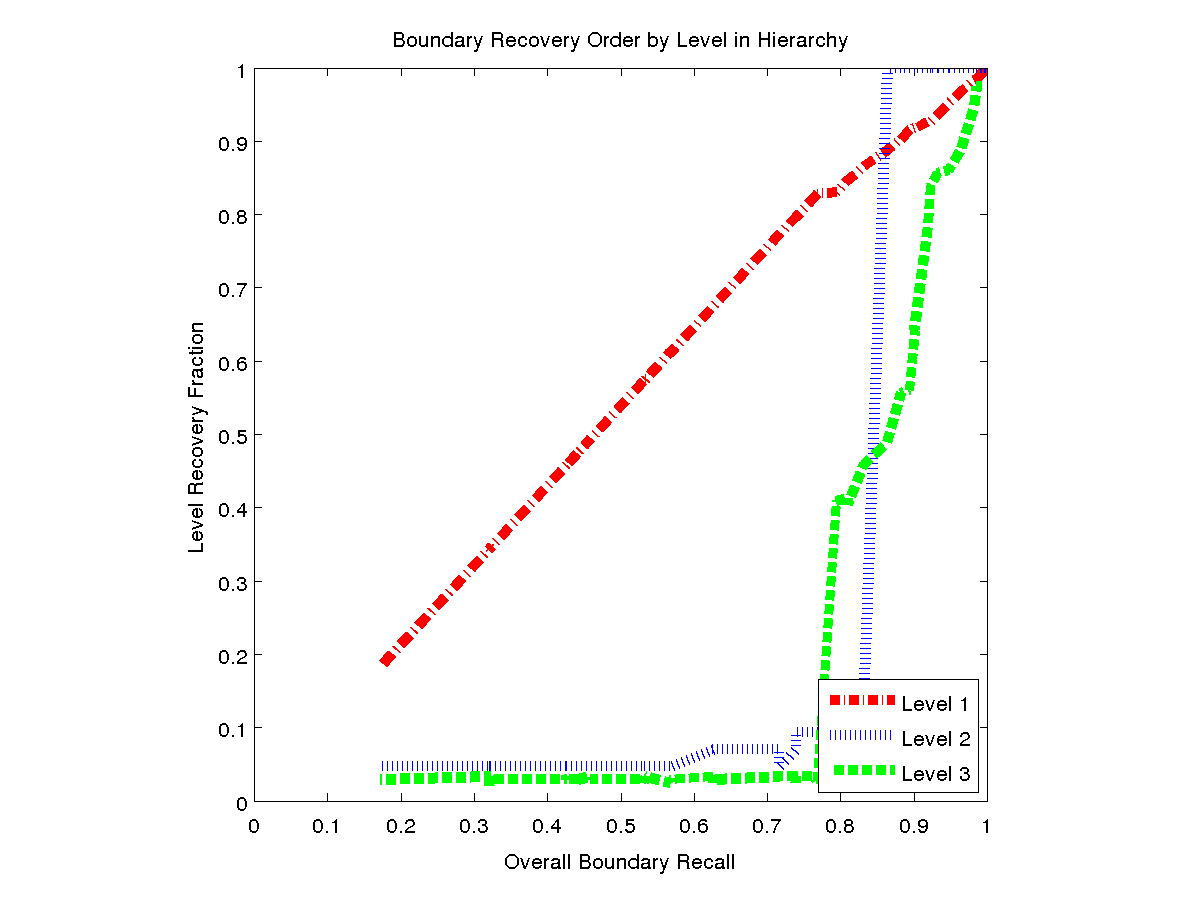 Boundary Recovery Order by Level in Hierarchy
1
0.9
0.8
0.7
0.6
0.5
0.4
0.3
0.2
0.1
0
Level Recovery Fraction
Level 1
Level 2
Level 3
0 0.1 0.2 0.3 0.4 0.5 0.6 0.7 0.8 0.9 1
Overall Boundary Recall